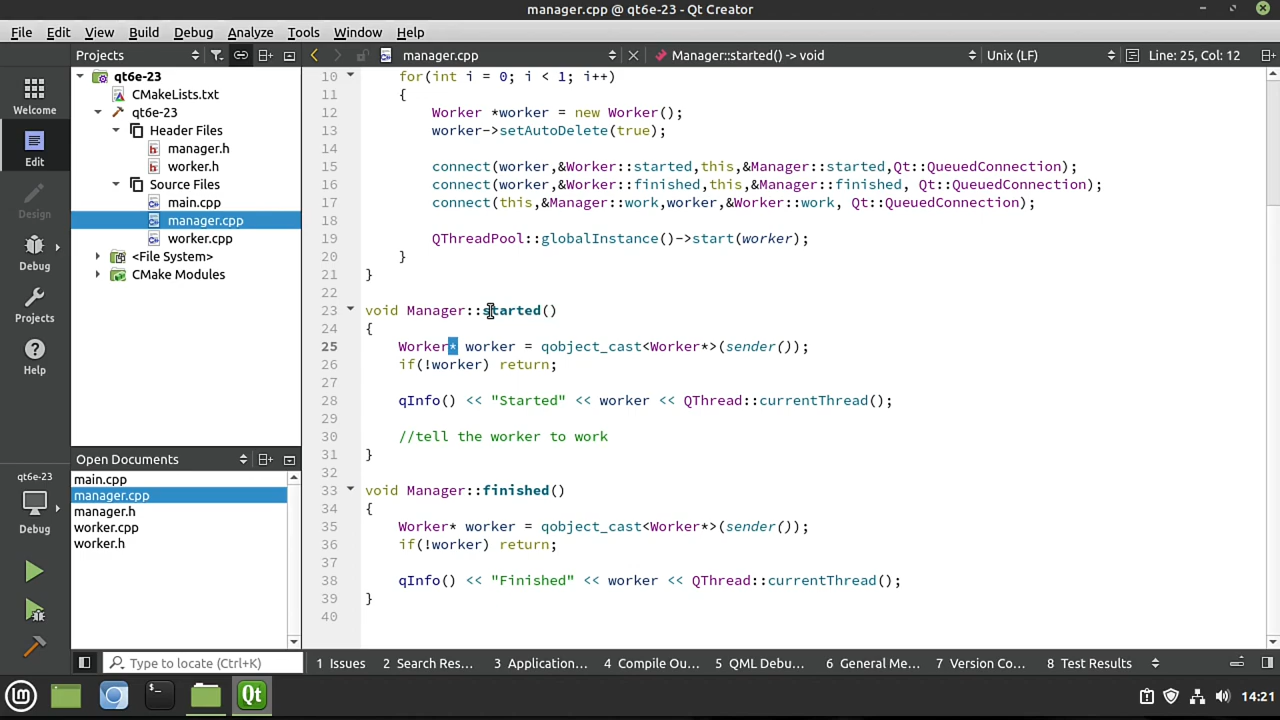 manager.cpp @ qt6e-23 - Qt Creator
File Edit View Build Debug Analyze Tools Window Help
Projects manager.cpp Manager::started() -> void Unix (LF) Line: 25, Col: 12
Welcome
Edit
Design
Debug
Projects
Help
qt6e-23
Debug
qt6e-23
CMakeLists.txt
qt6e-23
Header Files
manager.h
worker.h
Source Files
main.cpp
manager.cpp
worker.cpp
<File System>
CMake Modules
Open Documents
main.cpp
manager.cpp
manager.h
worker.cpp
worker.h
10 for(int i = 0; i < 1; i++)
11 {
12 Worker *worker = new Worker();
13 worker->setAutoDelete(true);
14
15 connect(worker,&Worker::started,this,&Manager::started,Qt::QueuedConnection);
16 connect(worker,&Worker::finished,this,&Manager::finished, Qt::QueuedConnection);
17 connect(this,&Manager::work,worker,&Worker::work, Qt::QueuedConnection);
18
19 QThreadPool::globalInstance()->start(worker);
20 }
21 }
22
23 void Manager::started()
24 {
25 Worker* worker = qobject_cast<Worker*>(sender());
26 if(!worker) return;
27
28 qInfo() << "Started" << worker << QThread::currentThread();
29
30 //tell the worker to work
31 }
32
33 void Manager::finished()
34 {
35 Worker* worker = qobject_cast<Worker*>(sender());
36 if(!worker) return;
37
38 qInfo() << "Finished" << worker << QThread::currentThread();
39 }
40
Type to locate (Ctrl+K) 1 Issues 2 Search Res... 3 Application... 4 Compile Ou... 5 QML Debu... 6 General Me... 7 Version Co... 8 Test Results
Qt 14:21